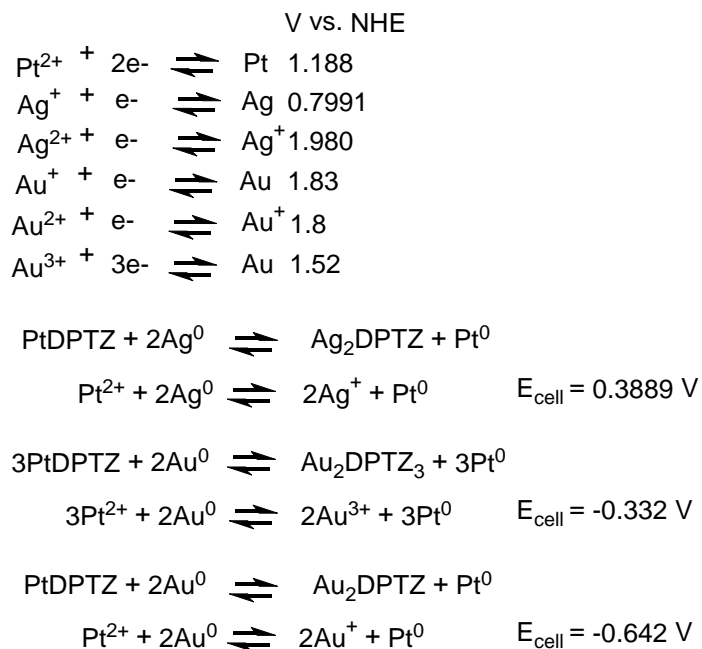 V vs. NHE
Pt²⁺ + 2e- ⇌ Pt 1.188
Ag⁺ + e- ⇌ Ag 0.7991
Ag²⁺ + e- ⇌ Ag⁺ 1.980
Au⁺ + e- ⇌ Au 1.83
Au²⁺ + e- ⇌ Au⁺ 1.8
Au³⁺ + 3e- ⇌ Au 1.52
PtDPTZ + 2Ag⁰ ⇌ Ag₂DPTZ + Pt⁰
Pt²⁺ + 2Ag⁰ ⇌ 2Ag⁺ + Pt⁰ E_cell = 0.3889 V
3PtDPTZ + 2Au⁰ ⇌ Au₂DPTZ₃ + 3Pt⁰
3Pt²⁺ + 2Au⁰ ⇌ 2Au³⁺ + 3Pt⁰ E_cell = -0.332 V
PtDPTZ + 2Au⁰ ⇌ Au₂DPTZ + Pt⁰
Pt²⁺ + 2Au⁰ ⇌ 2Au⁺ + Pt⁰ E_cell = -0.642 V